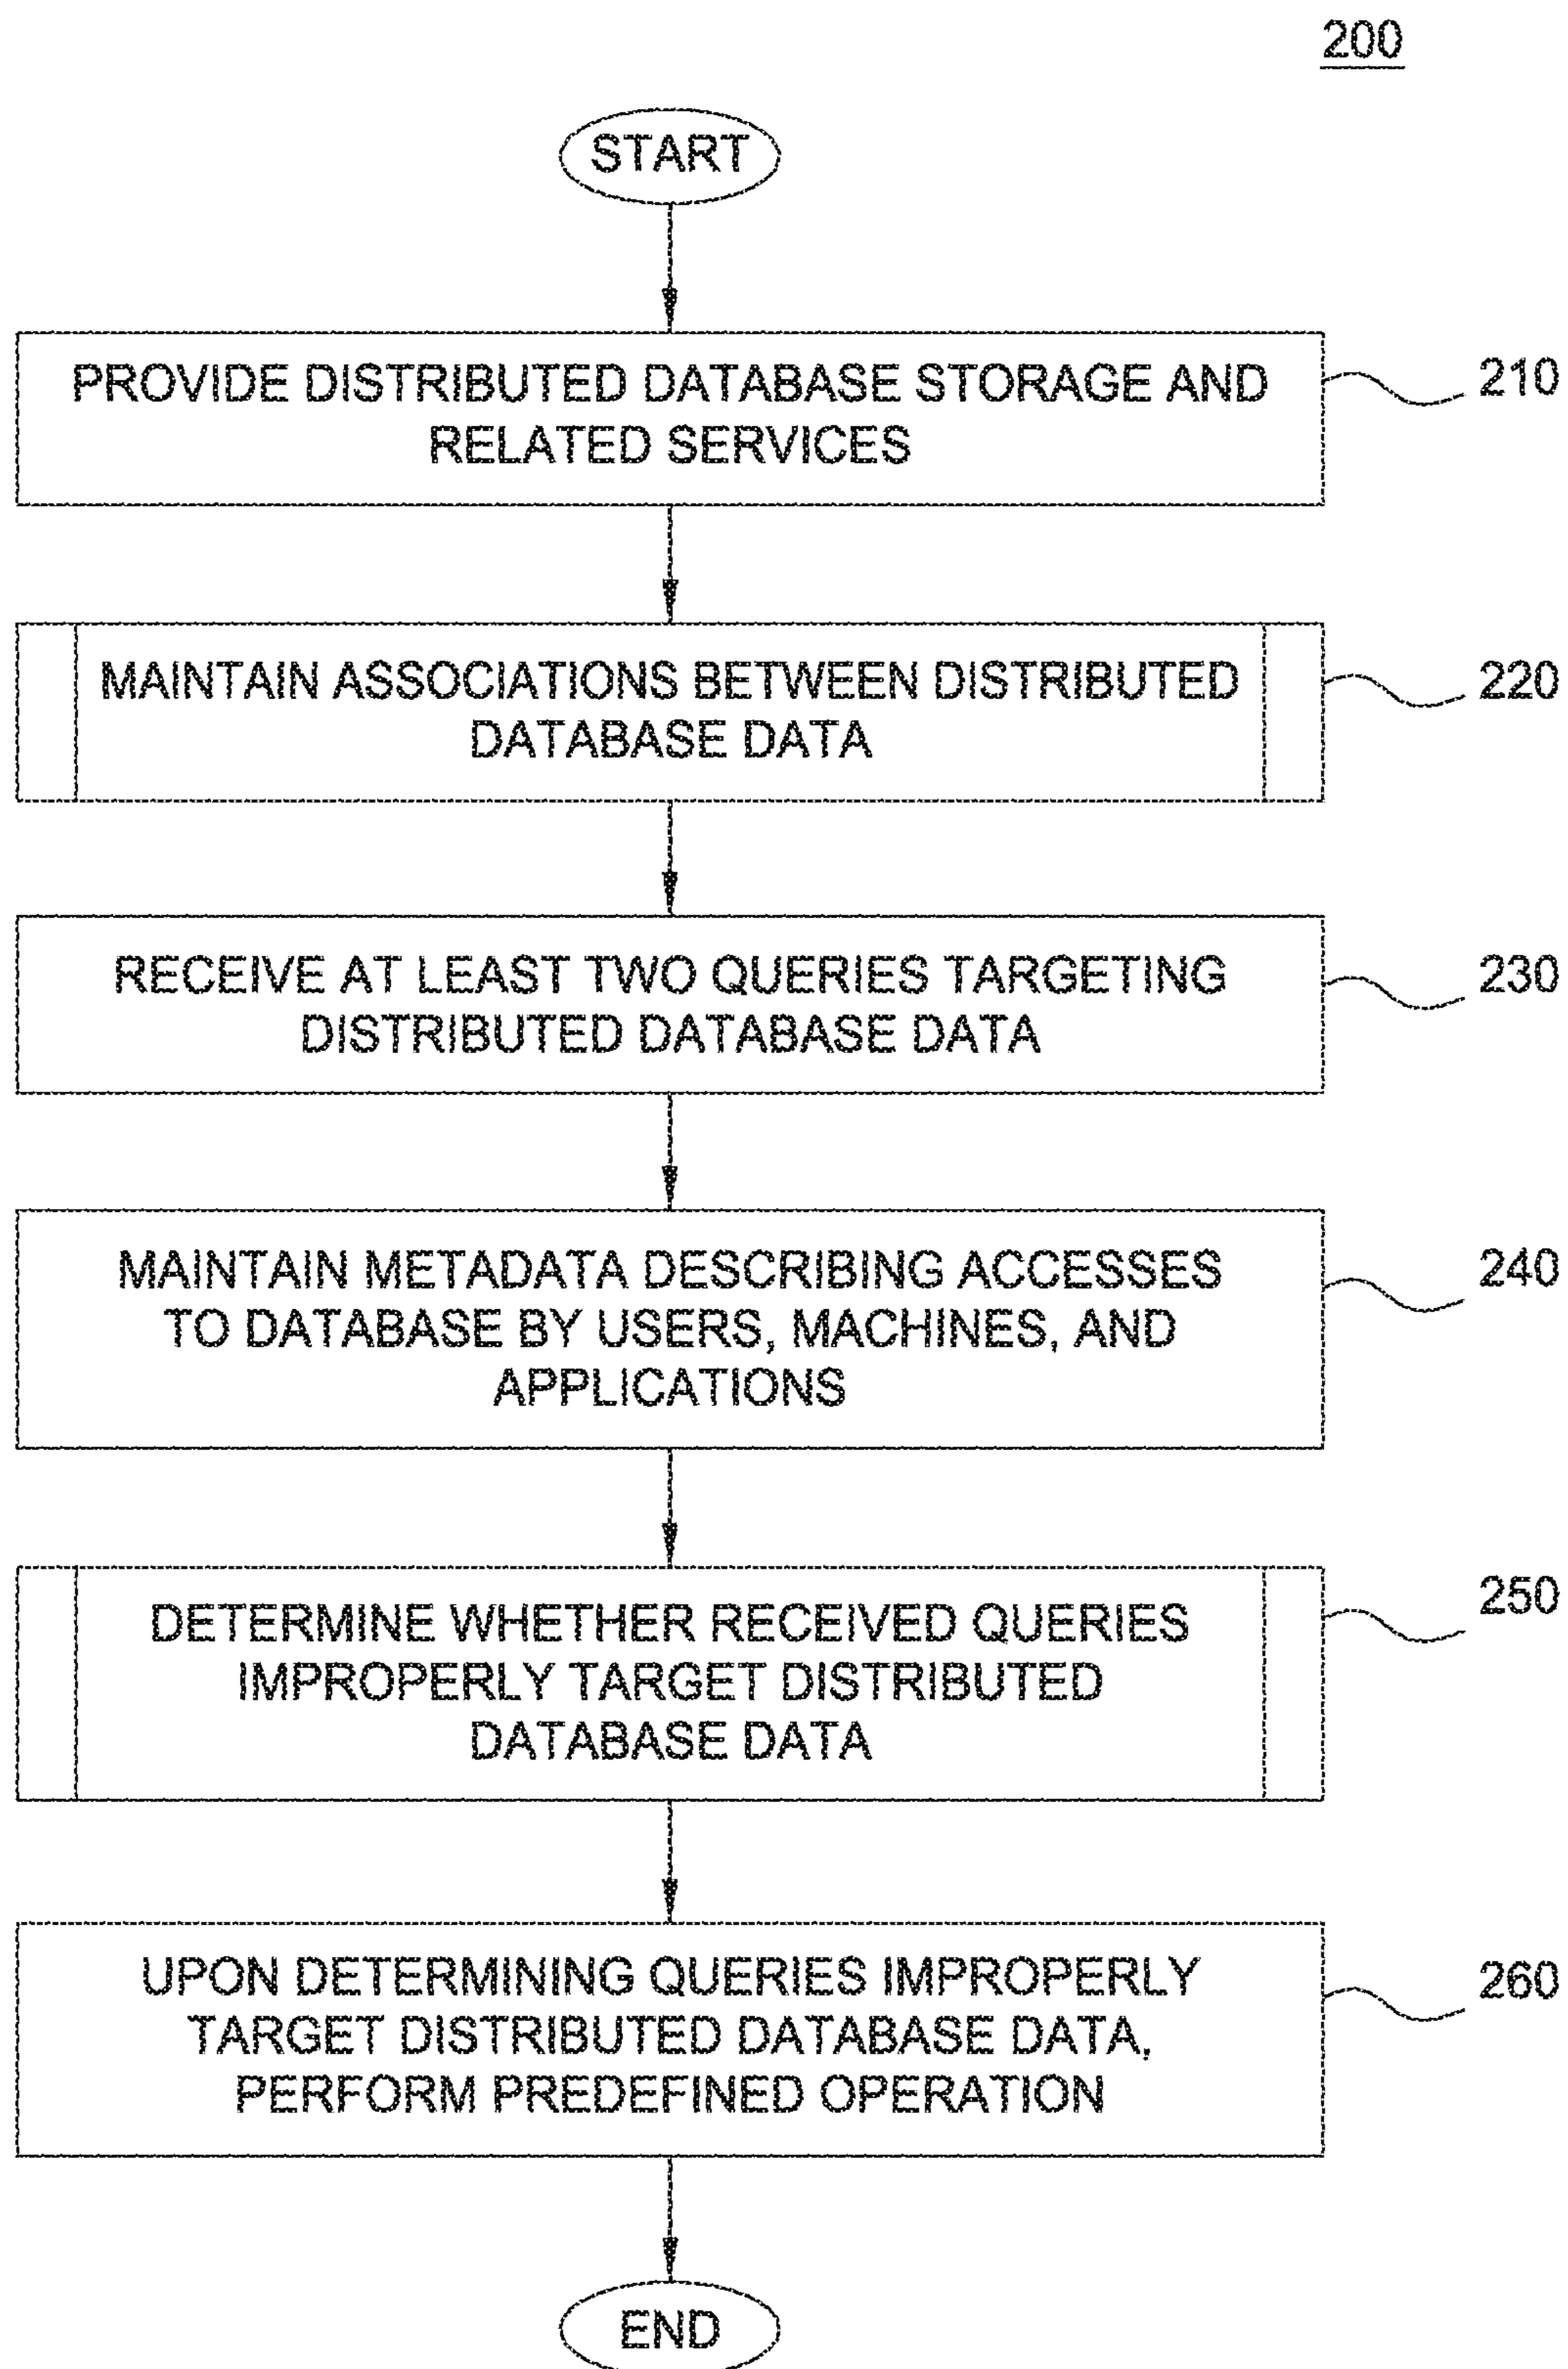 200
START
PROVIDE DISTRIBUTED DATABASE STORAGE AND
RELATED SERVICES
210
MAINTAIN ASSOCIATIONS BETWEEN DISTRIBUTED
DATABASE DATA
220
RECEIVE AT LEAST TWO QUERIES TARGETING
DISTRIBUTED DATABASE DATA
230
MAINTAIN METADATA DESCRIBING ACCESSES
TO DATABASE BY USERS, MACHINES, AND
APPLICATIONS
240
DETERMINE WHETHER RECEIVED QUERIES
IMPROPERLY TARGET DISTRIBUTED
DATABASE DATA
250
UPON DETERMINING QUERIES IMPROPERLY
TARGET DISTRIBUTED DATABASE DATA,
PERFORM PREDEFINED OPERATION
260
END